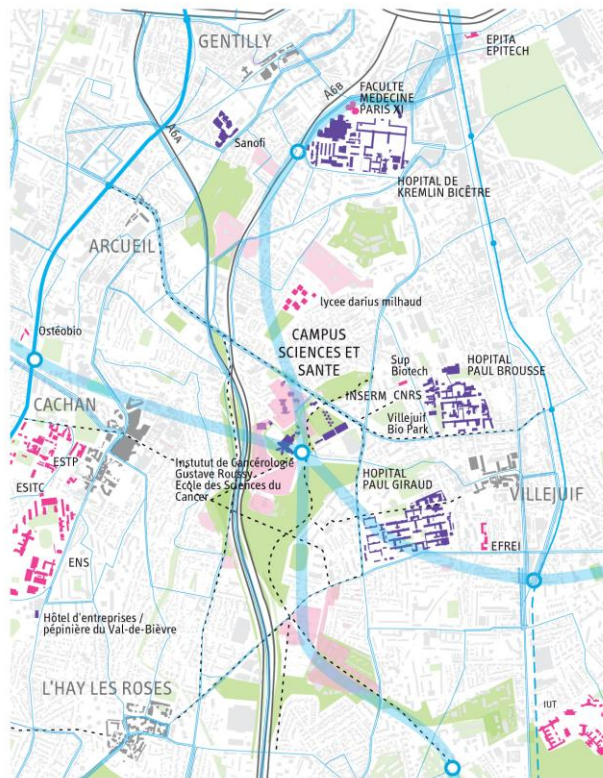 GENTILLY
EPITA
EPITECH
A6B
FACULTE
MEDECINE
PARIS XI
A6A
Sanofi
HOPITAL DE
KREMLIN BICÊTRE
ARCUEIL
lycee darius milhaud
Ostéobio
CAMPUS
SCIENCES ET
SANTE
Sup
Biotech
HOPITAL
PAUL BROUSSE
CACHAN
INSERM
CNRS
Villejuif
Bio Park
ESTP
Instutut de Cancérologie
Gustave Roussy
Ecole des Sciences du
Cancer
HOPITAL
PAUL GIRAUD
ESITC
VILLEJUIF
EFREI
ENS
Hôtel d'entreprises /
pépinière du Val-de-Bièvre
L'HAY LES ROSES
IUT